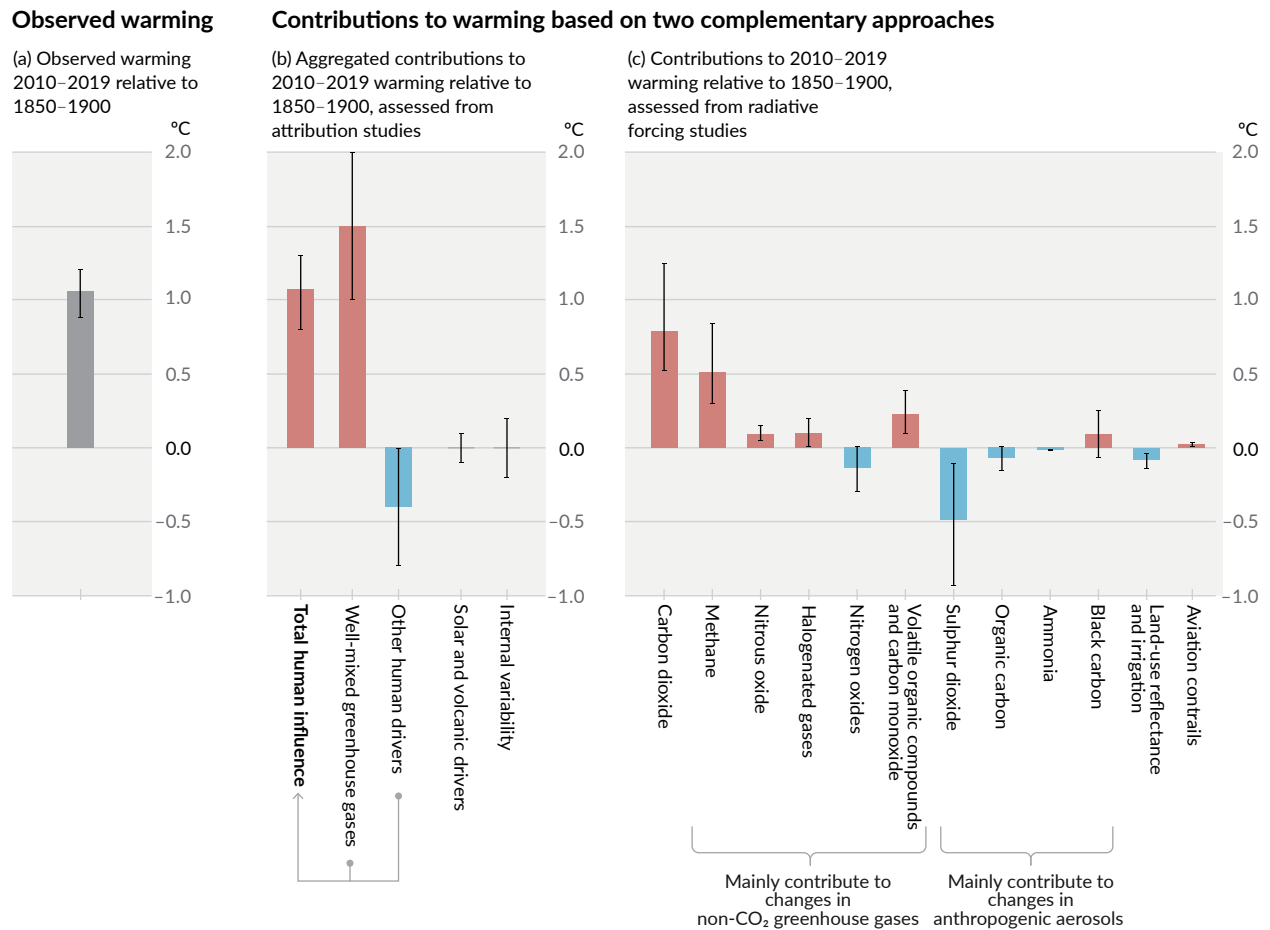 Observed warming
Contributions to warming based on two complementary approaches
(a) Observed warming
2010–2019 relative to
1850–1900
(b) Aggregated contributions to
2010–2019 warming relative to
1850–1900, assessed from
attribution studies
(c) Contributions to 2010–2019
warming relative to 1850–1900,
assessed from radiative
forcing studies
ºC
2.0
1.5
1.0
0.5
0.0
–0.5
–1.0
ºC
2.0
1.5
1.0
0.5
0.0
–0.5
–1.0
ºC
2.0
1.5
1.0
0.5
0.0
–0.5
–1.0
Total human influence
Well-mixed greenhouse gases
Other human drivers
Solar and volcanic drivers
Internal variability
Carbon dioxide
Methane
Nitrous oxide
Halogenated gases
Nitrogen oxides
Volatile organic compounds
and carbon monoxide
Sulphur dioxide
Organic carbon
Ammonia
Black carbon
Land-use reflectance
and irrigation
Aviation contrails
Mainly contribute to
changes in
non-CO₂ greenhouse gases
Mainly contribute to
changes in
anthropogenic aerosols